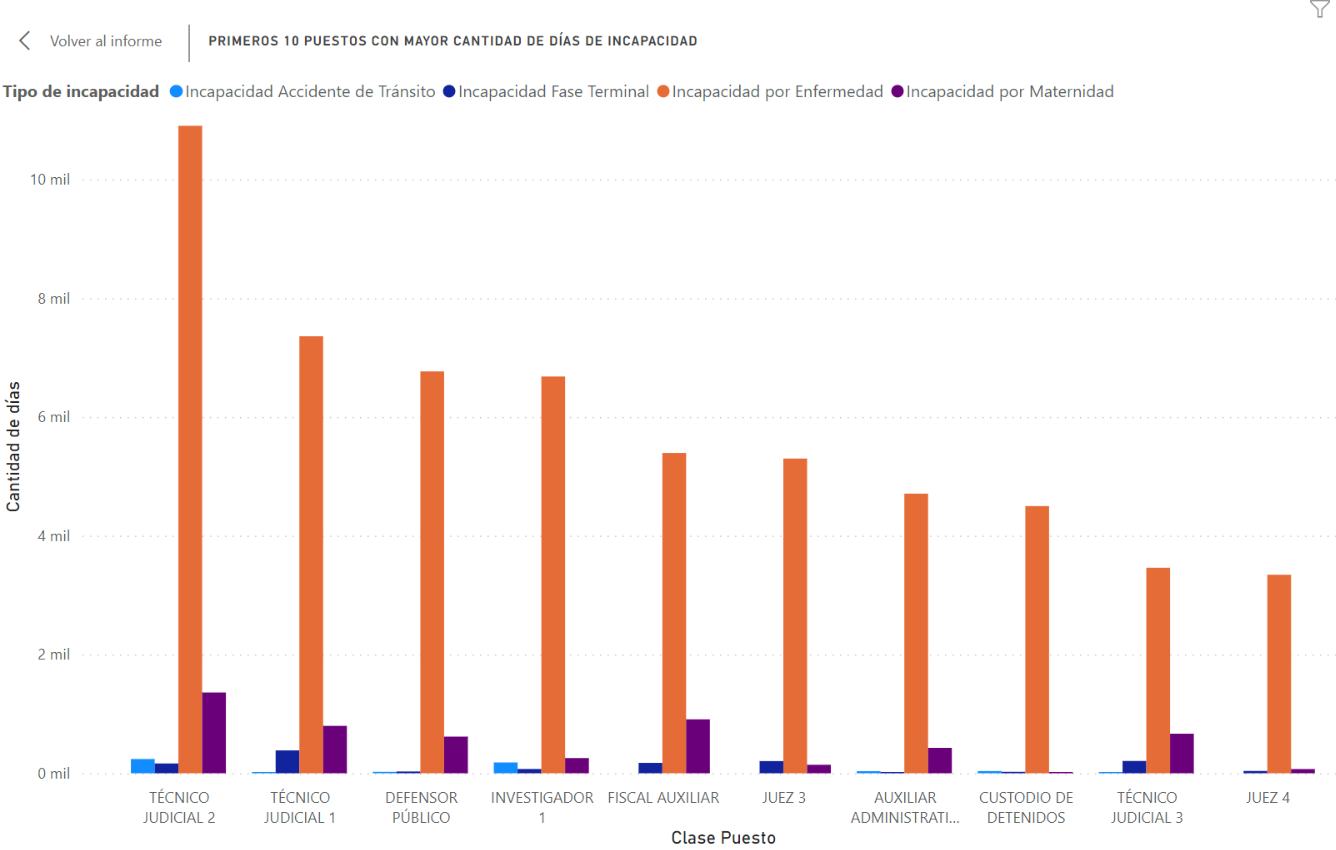 Volver al informe
PRIMEROS 10 PUESTOS CON MAYOR CANTIDAD DE DÍAS DE INCAPACIDAD
Tipo de incapacidad Incapacidad Accidente de Tránsito Incapacidad Fase Terminal Incapacidad por Enfermedad Incapacidad por Maternidad
10 mil
8 mil
6 mil
4 mil
2 mil
0 mil
Cantidad de días
TÉCNICO
JUDICIAL 2
TÉCNICO
JUDICIAL 1
DEFENSOR
PÚBLICO
INVESTIGADOR
1
FISCAL AUXILIAR
JUEZ 3
AUXILIAR
ADMINISTRATI...
CUSTODIO DE
DETENIDOS
TÉCNICO
JUDICIAL 3
JUEZ 4
Clase Puesto